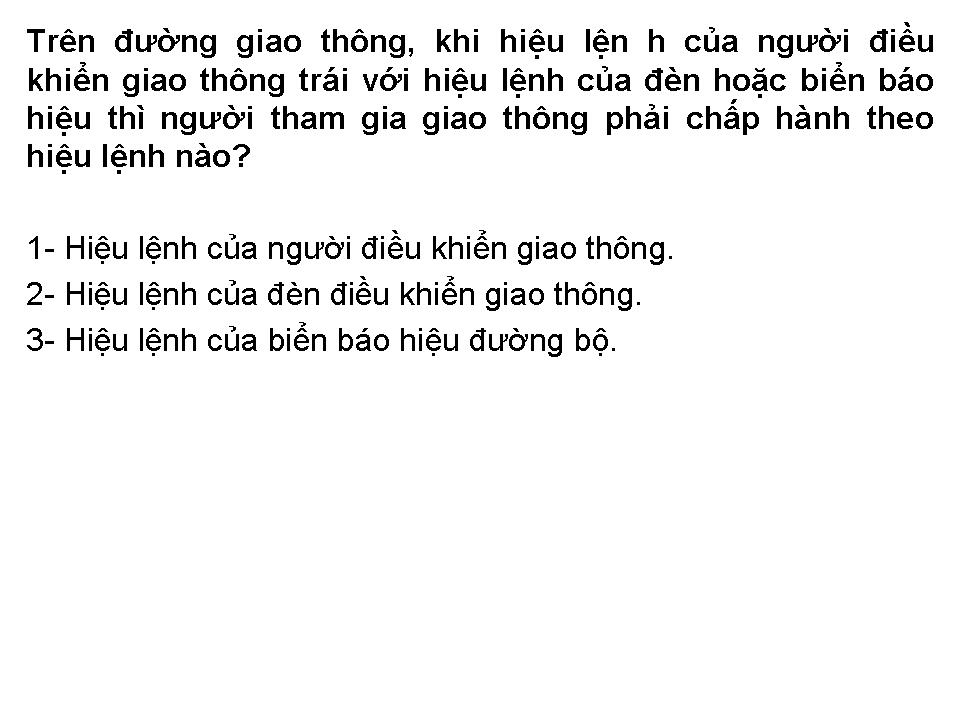 Trên đường giao thông, khi hiệu lện h của người điều
khiển giao thông trái với hiệu lệnh của đèn hoặc biển báo
hiệu thì người tham gia giao thông phải chấp hành theo
hiệu lệnh nào?
1- Hiệu lệnh của người điều khiển giao thông.
2- Hiệu lệnh của đèn điều khiển giao thông.
3- Hiệu lệnh của biển báo hiệu đường bộ.